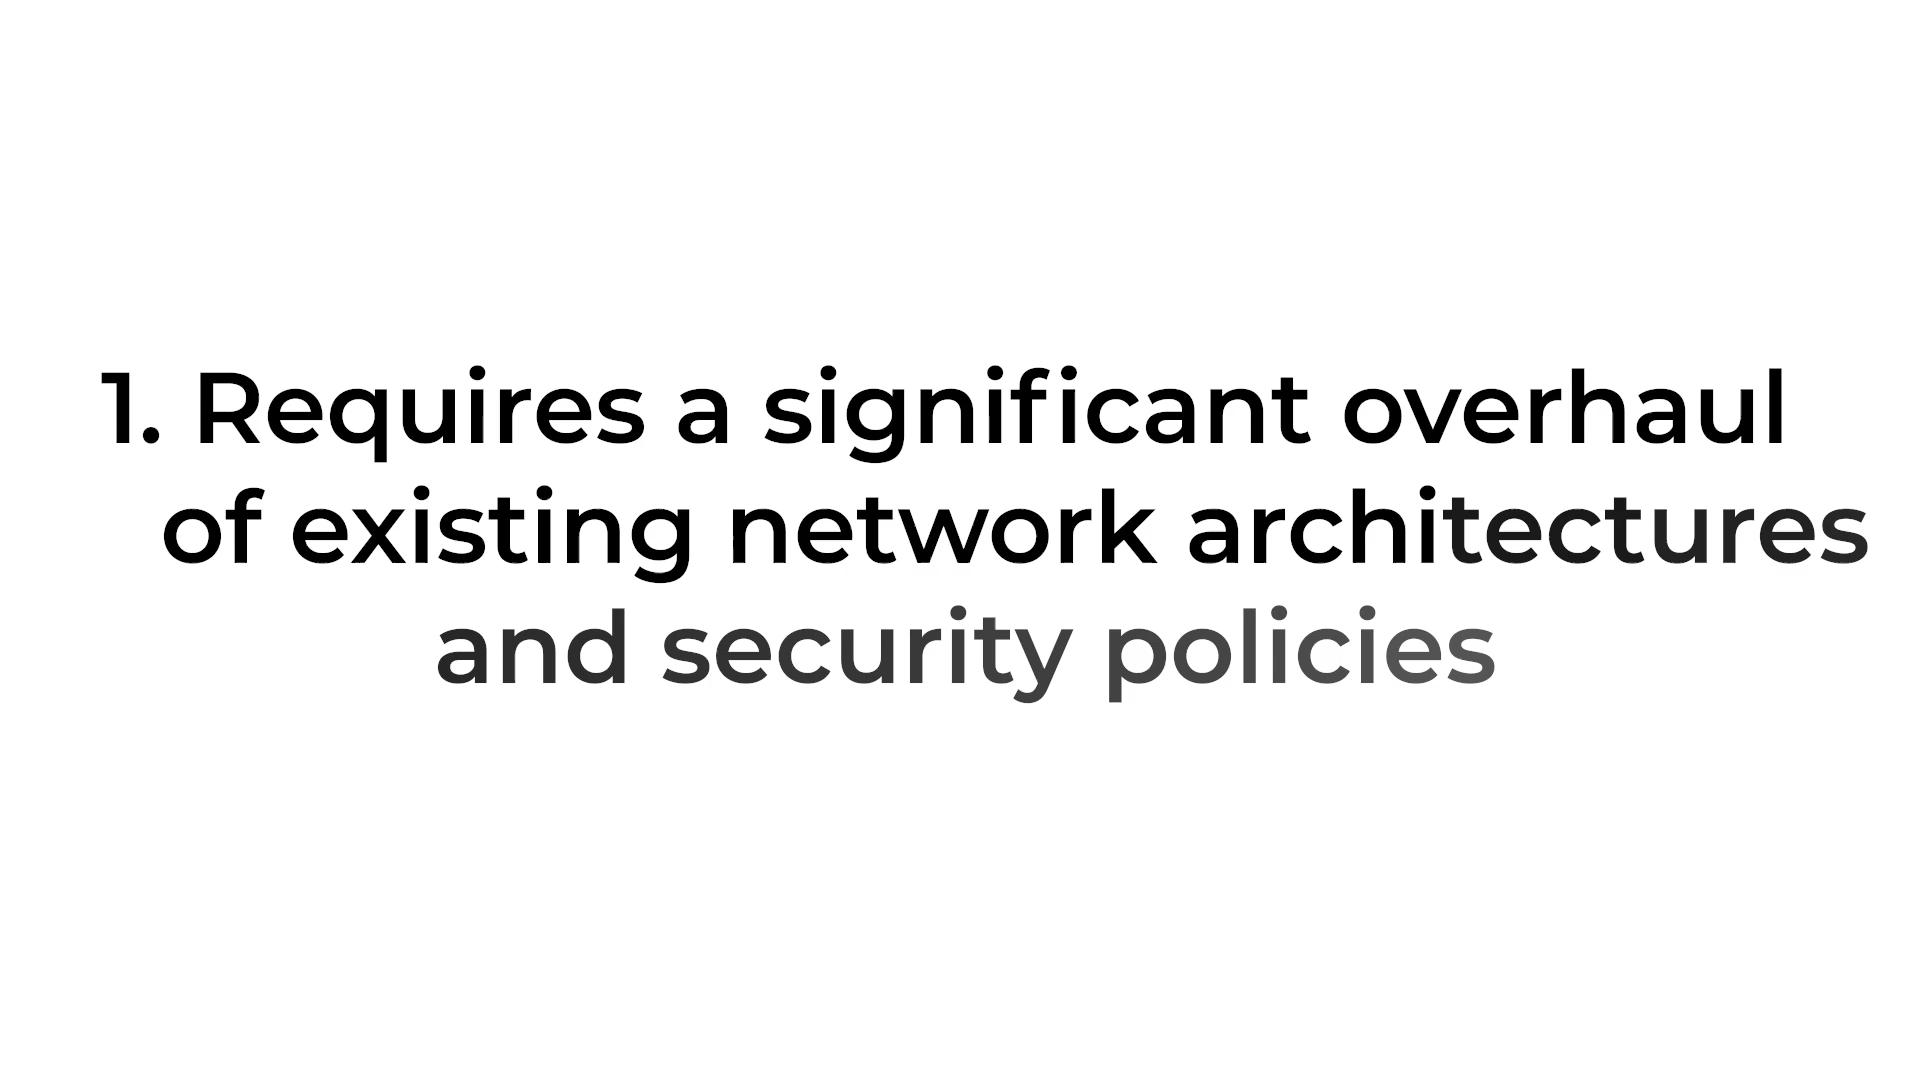 1. Requires a significant overhaul
of existing network architectures
and security policies